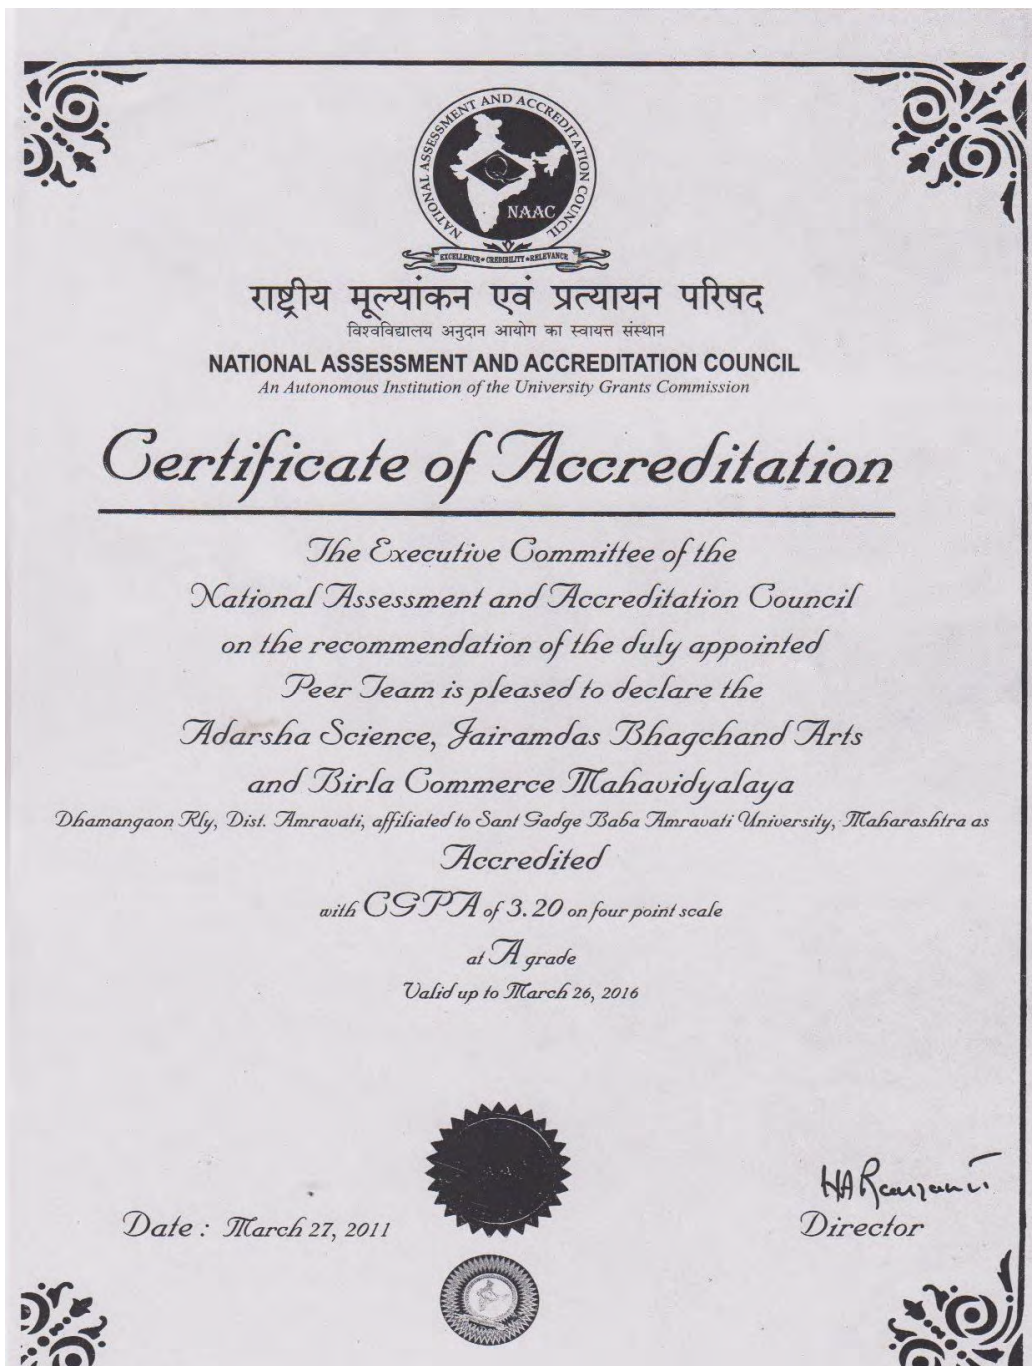 NATIONAL ASSESSMENT AND ACCREDITATION COUNCIL
NAAC
EXCELLENCE • CREDIBILITY • RELEVANCE
राष्ट्रीय मूल्यांकन एवं प्रत्यायन परिषद
विश्वविद्यालय अनुदान आयोग का स्वायत्त संस्थान
NATIONAL ASSESSMENT AND ACCREDITATION COUNCIL
An Autonomous Institution of the University Grants Commission
Certificate of Accreditation
The Executive Committee of the
National Assessment and Accreditation Council
on the recommendation of the duly appointed
Peer Team is pleased to declare the
Adarsha Science, Jairamdas Bhagchand Arts
and Birla Commerce Mahavidyalaya
Dhamangaon Rly, Dist. Amravati, affiliated to Sant Gadge Baba Amravati University, Maharashtra as
Accredited
with CGPA of 3.20 on four point scale
at A grade
Valid up to March 26, 2016
Date : March 27, 2011
Director